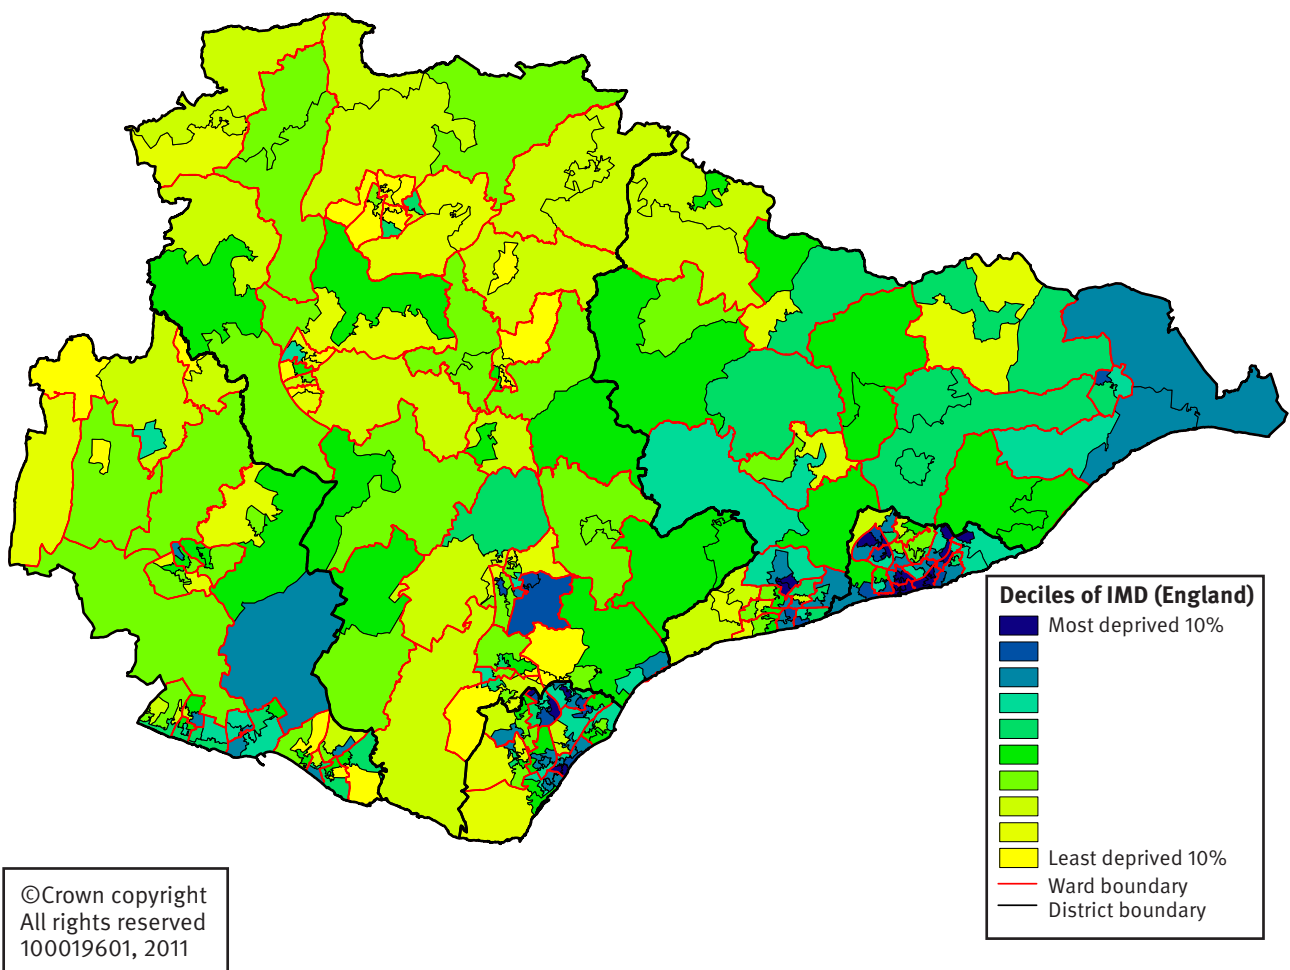 Deciles of IMD (England)
Most deprived 10%
Least deprived 10%
Ward boundary
District boundary
©Crown copyright
All rights reserved
100019601, 2011